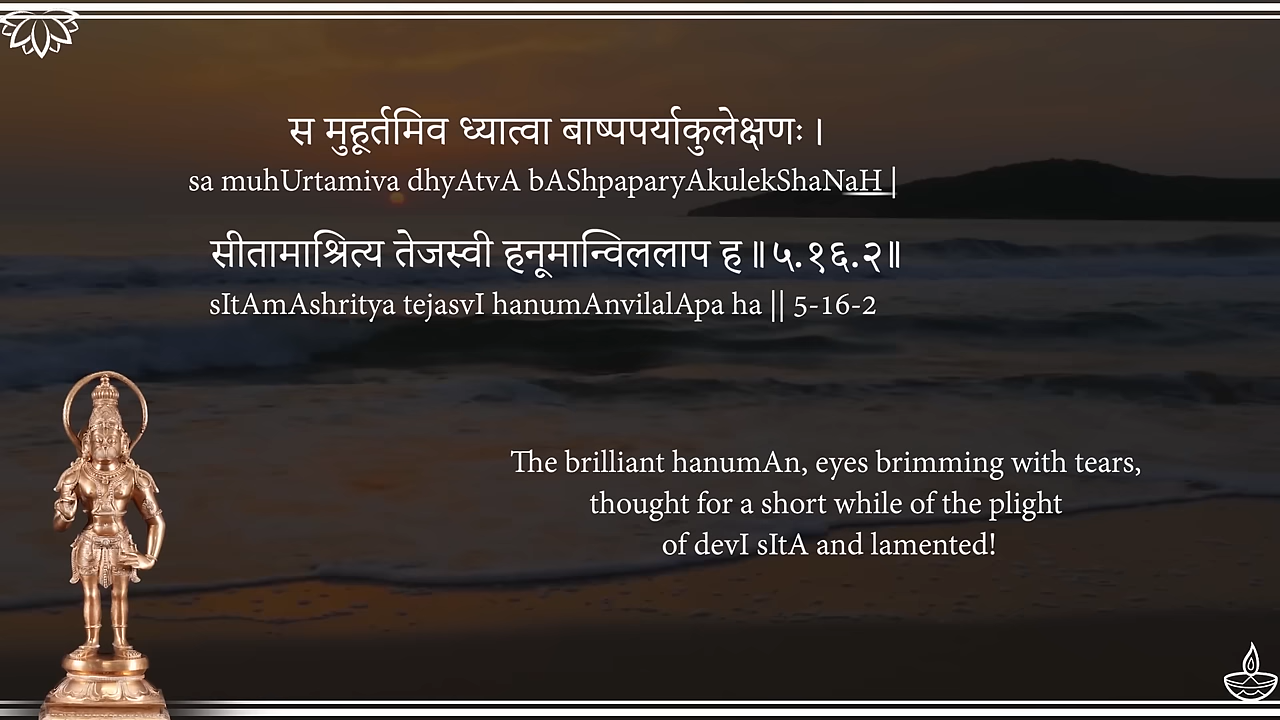 स मुहूर्तमिव ध्यात्वा बाष्पपर्याकुलेक्षणः ।
sa muhUrtamiva dhyAtvA bAShpaparyAkulekShaNaH |
सीतामाश्रित्य तेजस्वी हनूमान्विललाप ह॥५.१६.२॥
sItAmAshritya tejasvI hanumAnvilalApa ha || 5-16-2
The brilliant hanumAn, eyes brimming with tears,
thought for a short while of the plight
of devI sItA and lamented!